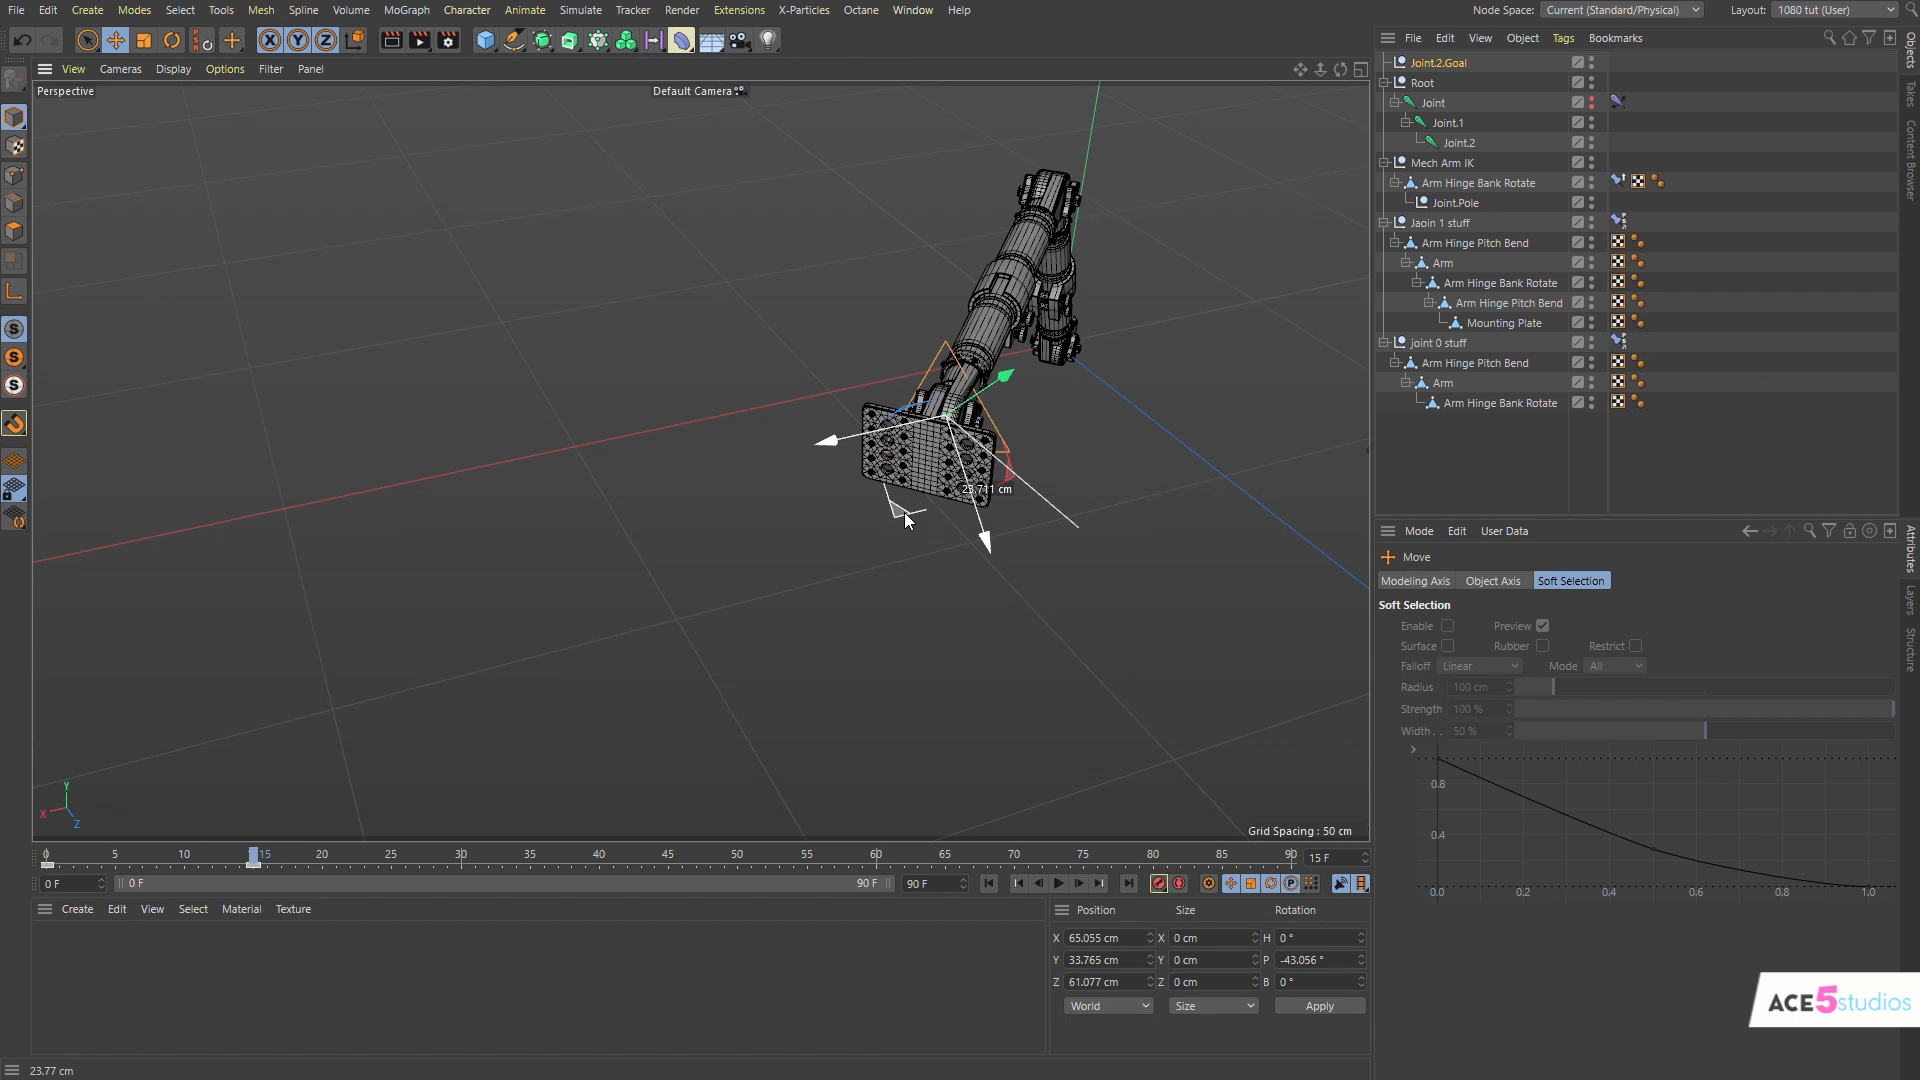 File Edit Create Modes Select Tools Mesh Spline Volume MoGraph Character Animate Simulate Tracker Render Extensions X-Particles Octane Window Help
Node Space: Current (Standard/Physical) Layout: 1080 tut (User)
X Y Z
View Cameras Display Options Filter Panel
Perspective
Default Camera
23.711 cm
Y
X
Z
Grid Spacing : 50 cm
File Edit View Object Tags Bookmarks
Joint.2.Goal
Root
Joint
Joint.1
Joint.2
Mech Arm IK
Arm Hinge Bank Rotate
Joint.Pole
Jaoin 1 stuff
Arm Hinge Pitch Bend
Arm
Arm Hinge Bank Rotate
Arm Hinge Pitch Bend
Mounting Plate
joint 0 stuff
Arm Hinge Pitch Bend
Arm
Arm Hinge Bank Rotate
Objects
Takes
Content Browser
Mode Edit User Data
Move
Modeling Axis Object Axis Soft Selection
Soft Selection
Enable Preview
Surface Rubber Restrict
Falloff Linear Mode All
Radius 100 cm
Strength 100 %
Width . . 50 %
0.8
0.4
0.0 0.2 0.4 0.6 0.8 1.0
Attributes
Layers
Structure
0 5 10 15 20 25 30 35 40 45 50 55 60 65 70 75 80 85 90 15 F
0 F 0 F 90 F 90 F
Create Edit View Select Material Texture
Position Size Rotation
X 65.055 cm X 0 cm H 0 °
Y 33.765 cm Y 0 cm P -43.056 °
Z 61.077 cm Z 0 cm B 0 °
World Size Apply
ACE5studios
23.77 cm